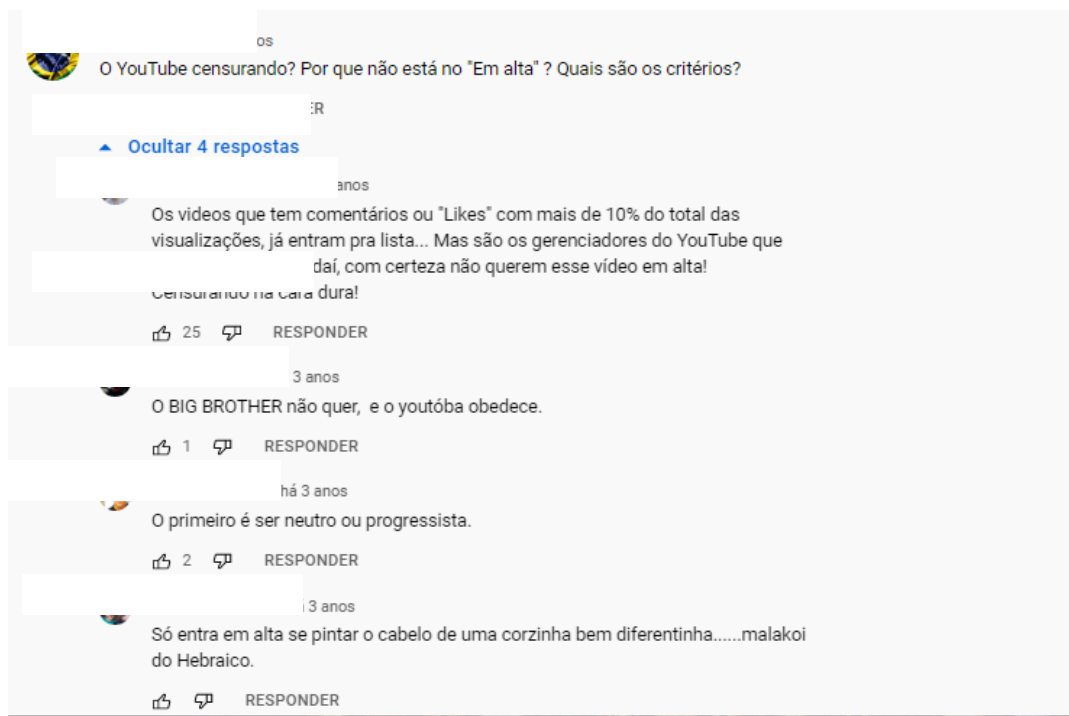 os
O YouTube censurando? Por que não está no "Em alta" ? Quais são os critérios?
ER
Ocultar 4 respostas
anos
Os videos que tem comentários ou "Likes" com mais de 10% do total das
visualizações, já entram pra lista... Mas são os gerenciadores do YouTube que
daí, com certeza não querem esse vídeo em alta!
Censurando na cara dura!
25 RESPONDER
3 anos
O BIG BROTHER não quer, e o youtóba obedece.
1 RESPONDER
há 3 anos
O primeiro é ser neutro ou progressista.
2 RESPONDER
3 anos
Só entra em alta se pintar o cabelo de uma corzinha bem diferentinha......malakoi
do Hebraico.
RESPONDER